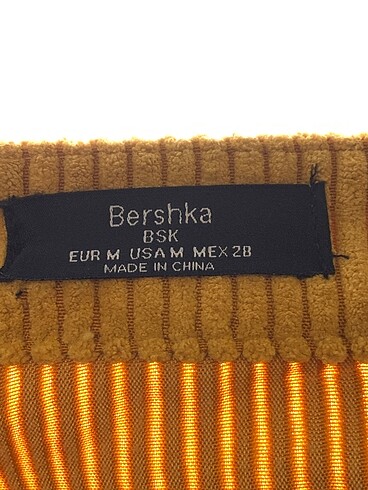 Bershka
BSK
EUR M USA M MEX 28
MADE IN CHINA